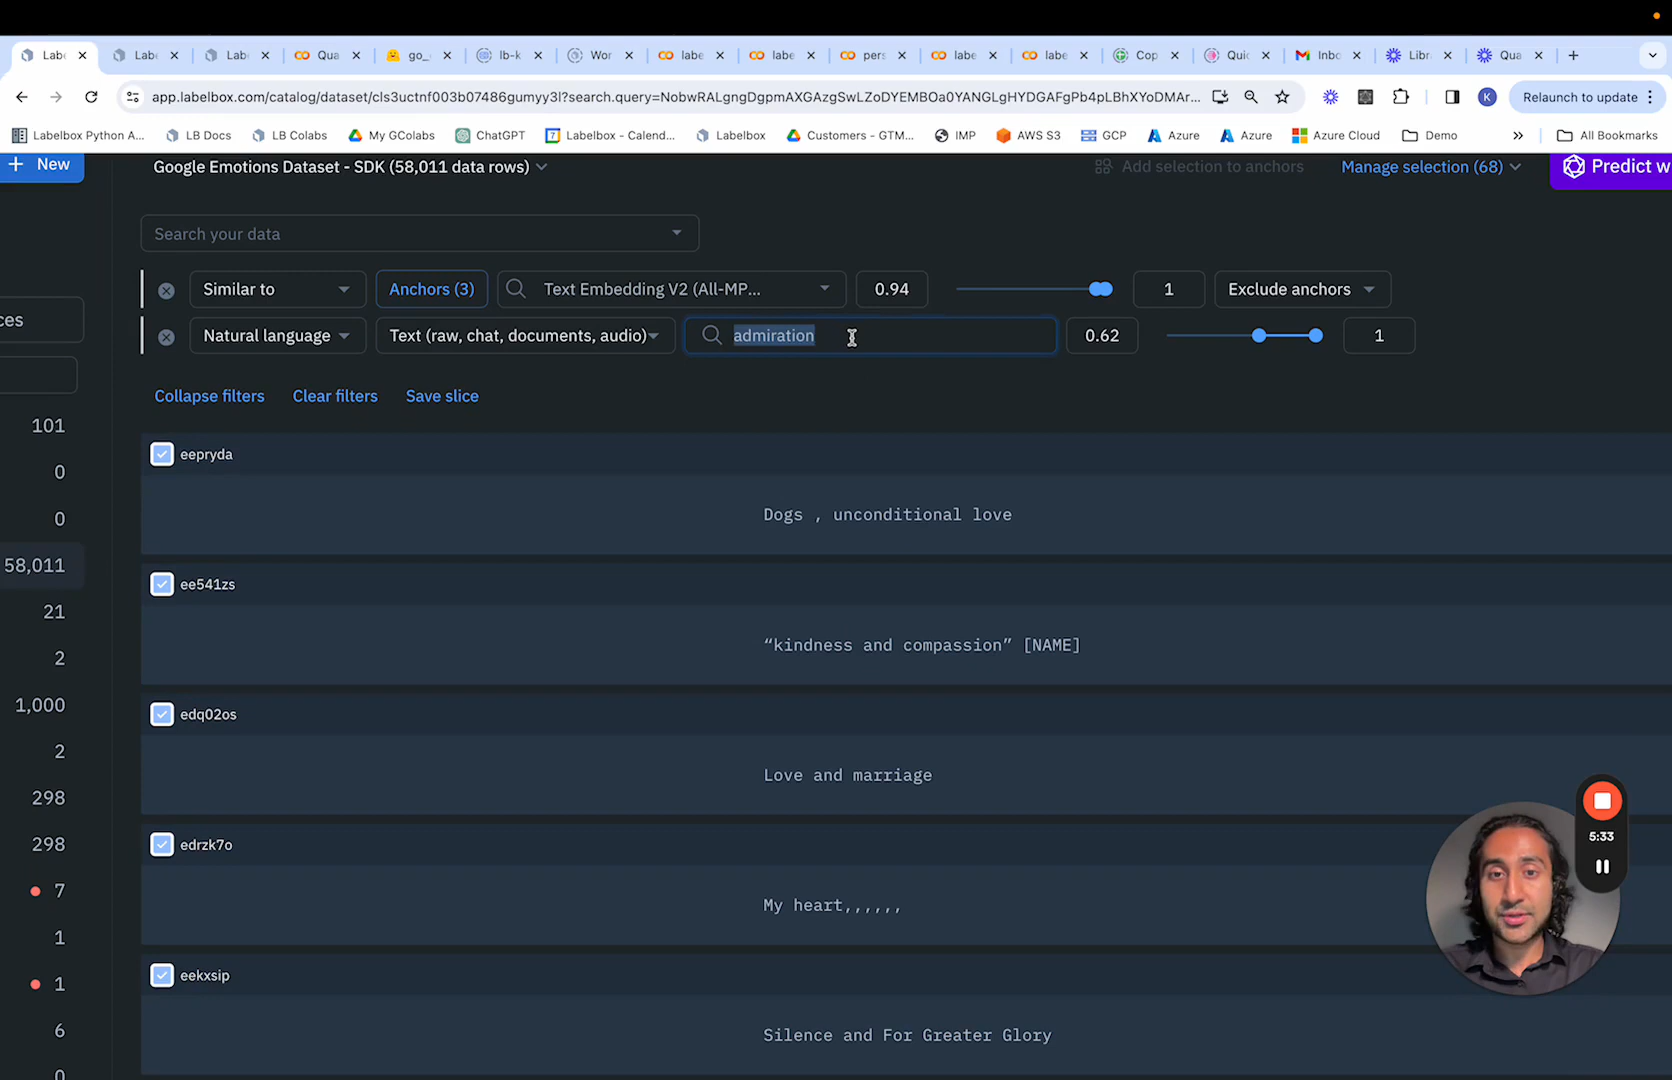 Labe
Labe
Labe
Qua
go_
lb-k
Wor
labe
labe
pers
labe
labe
Cop
Quic
Inbo
Libr
Qua
app.labelbox.com/catalog/dataset/cls3uctnf003b07486gumyy3l?search.query=NobwRALgngDgpmAXGAzgSwLZoDYEMBOa0YANGLgHYDGAFgPb4pLBhXYoDMAr...
K
Relaunch to update
Labelbox Python A...
LB Docs
LB Colabs
My GColabs
ChatGPT
Labelbox - Calend...
Labelbox
Customers - GTM...
IMP
AWS S3
GCP
Azure
Azure
Azure Cloud
Demo
All Bookmarks
+ New
Google Emotions Dataset - SDK (58,011 data rows)
Add selection to anchors
Manage selection (68)
Predict w
Search your data
Similar to
Anchors (3)
Text Embedding V2 (All-MP...
0.94
1
Exclude anchors
Natural language
Text (raw, chat, documents, audio)
admiration
0.62
1
Collapse filters
Clear filters
Save slice
ces
101
0
0
58,011
21
2
1,000
2
298
298
7
1
1
6
0
eepryda
Dogs , unconditional love
ee541zs
“kindness and compassion” [NAME]
edq02os
Love and marriage
edrzk7o
My heart,,,,,,
eekxsip
Silence and For Greater Glory
5:33